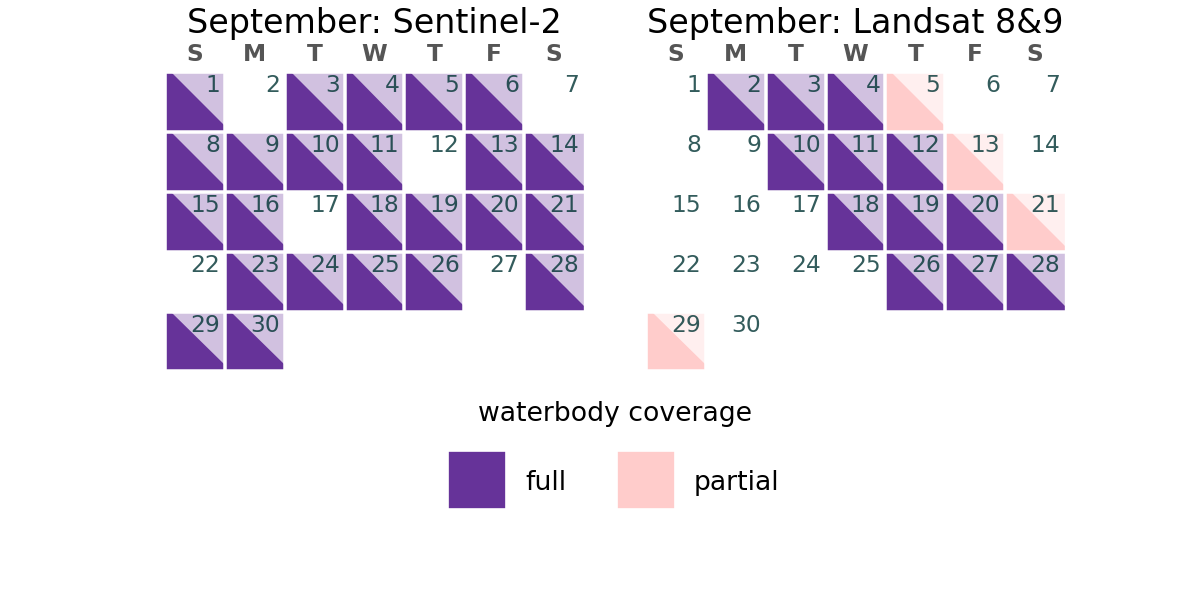 September: Sentinel-2
S M T W T F S
1 2 3 4 5 6 7
8 9 10 11 12 13 14
15 16 17 18 19 20 21
22 23 24 25 26 27 28
29 30
September: Landsat 8&9
S M T W T F S
1 2 3 4 5 6 7
8 9 10 11 12 13 14
15 16 17 18 19 20 21
22 23 24 25 26 27 28
29 30
waterbody coverage
full
partial